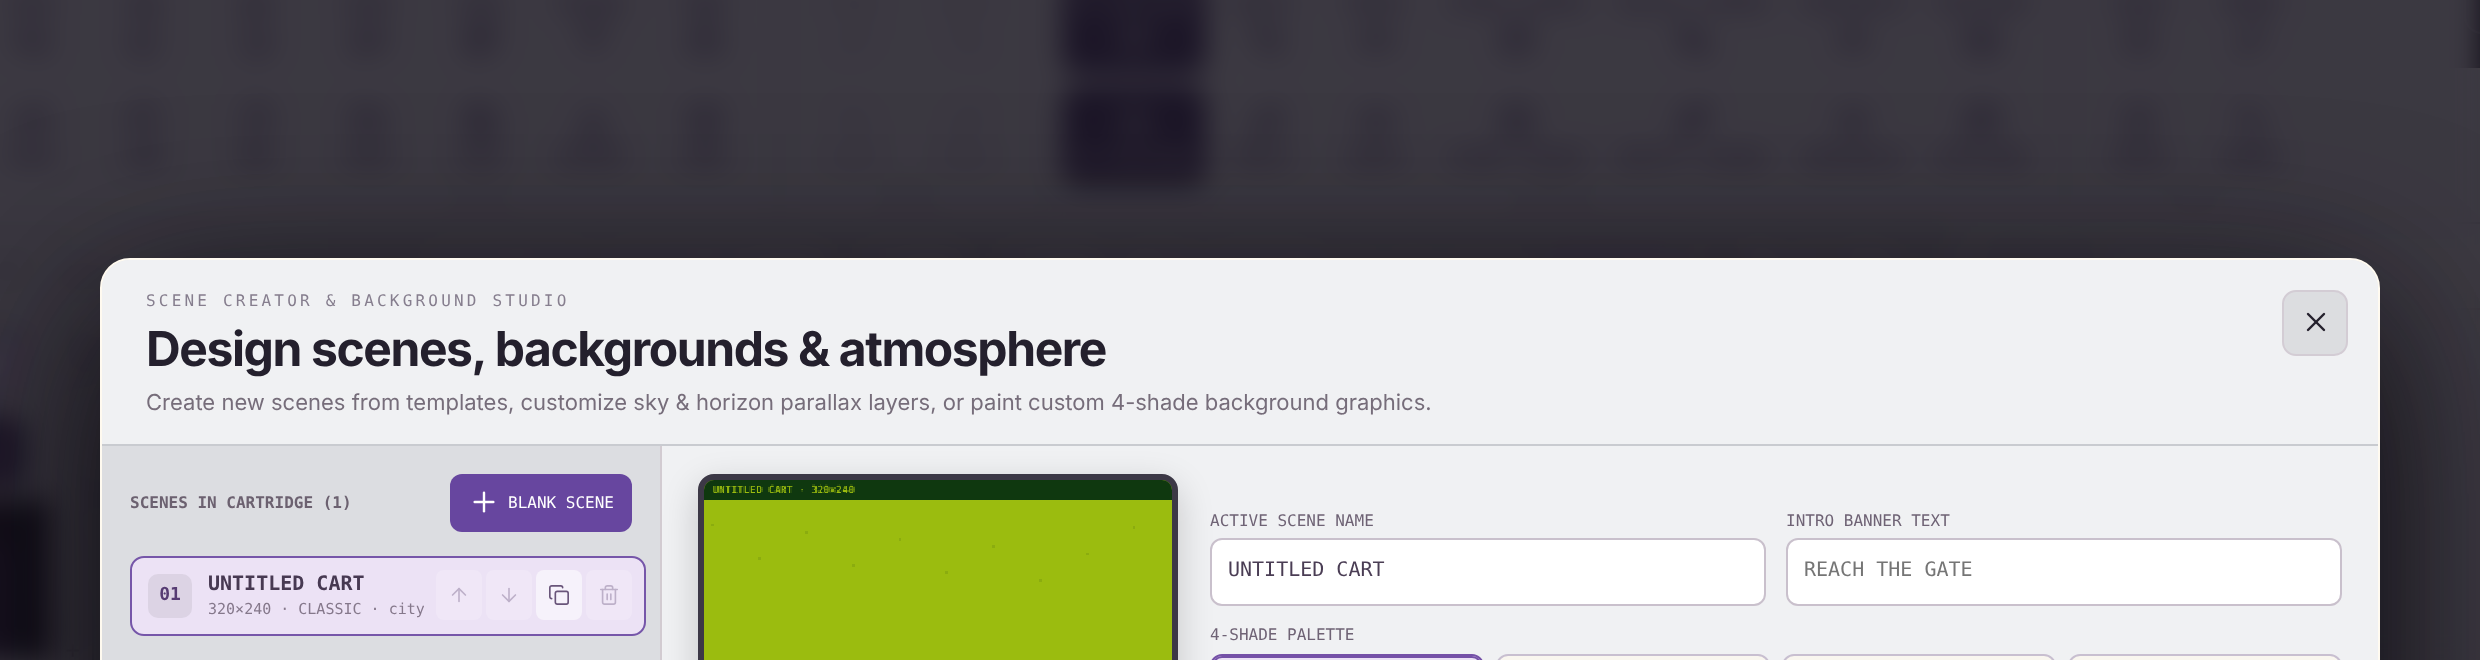 SCENE CREATOR & BACKGROUND STUDIO
Design scenes, backgrounds & atmosphere
Create new scenes from templates, customize sky & horizon parallax layers, or paint custom 4-shade background graphics.
SCENES IN CARTRIDGE (1)
BLANK SCENE
01
UNTITLED CART
320×240 · CLASSIC · city
UNTITLED CART · 320×240
ACTIVE SCENE NAME
UNTITLED CART
INTRO BANNER TEXT
REACH THE GATE
4-SHADE PALETTE